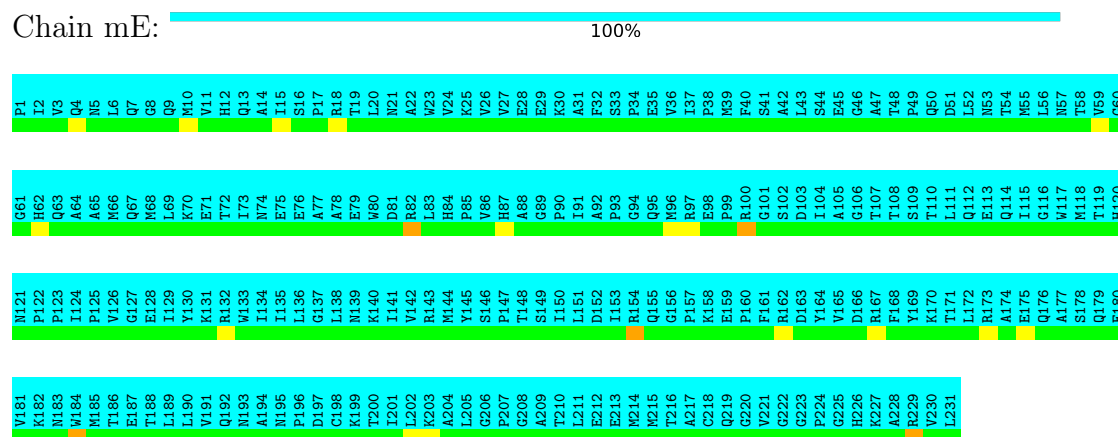 Chain mE:
100%
P1 I2 V3 Q4 N5 L6 Q7 G8 Q9 M10 V11 H12 Q13 A14 I15 S16 P17 R18 T19 L20 N21 A22 W23 V24 K25 V26 V27 E28 E29 K30 A31 F32 S33 P34 E35 V36 I37 P38 M39 F40 S41 A42 L43 S44 E45 G46 A47 T48 P49 Q50 D51 L52 N53 T54 M55 L56 N57 T58 V59 G60
G61 H62 Q63 A64 A65 M66 Q67 M68 L69 K70 E71 T72 I73 N74 E75 E76 A77 A78 E79 W80 D81 R82 L83 H84 P85 V86 H87 A88 G89 P90 I91 A92 P93 G94 Q95 M96 R97 E98 P99 R100 G101 S102 D103 I104 A105 G106 T107 T108 S109 T110 L111 Q112 E113 Q114 I115 G116 W117 M118 T119
N121 P122 P123 I124 P125 V126 G127 E128 I129 Y130 K131 R132 W133 I134 I135 L136 G137 L138 N139 K140 I141 V142 R143 M144 Y145 S146 P147 T148 S149 I150 L151 D152 I153 R154 Q155 G156 P157 K158 E159 P160 F161 R162 D163 Y164 V165 D166 R167 F168 Y169 K170 T171 L172 R173 A174 E175 Q176 A177 S178 Q179
V181 K182 N183 W184 M185 T186 E187 T188 L189 L190 V191 Q192 N193 A194 N195 P196 D197 C198 K199 T200 I201 L202 K203 A204 L205 G206 P207 G208 A209 T210 L211 E212 E213 M214 M215 T216 A217 C218 Q219 G220 V221 G222 G223 P224 G225 H226 K227 A228 R229 V230 L231